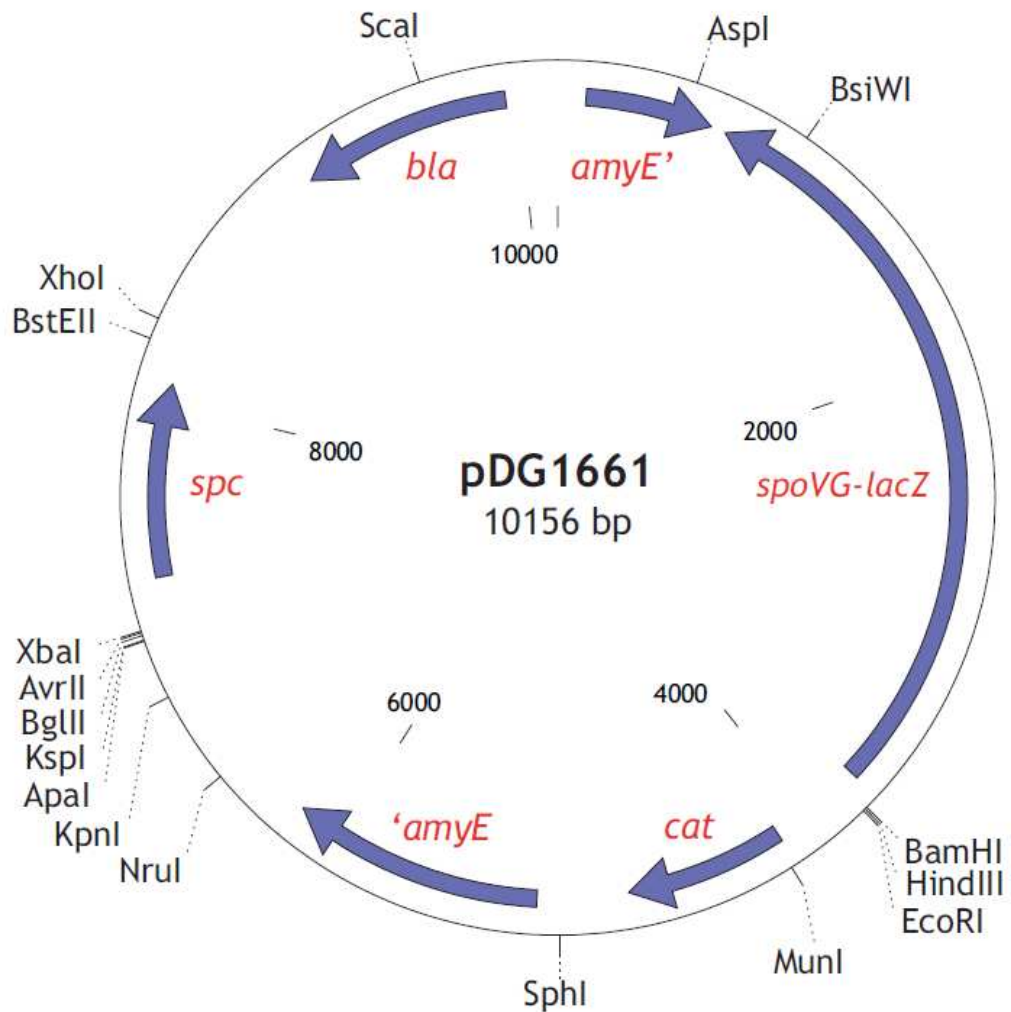 ScaI
AspI
BsiWI
bla
amyE’
10000
XhoI
BstEII
2000
8000
pDG1661
10156 bp
spc
spoVG-lacZ
XbaI
AvrII
BglII
KspI
ApaI
KpnI
NruI
6000
4000
‘amyE
cat
BamHI
HindIII
EcoRI
MunI
SphI